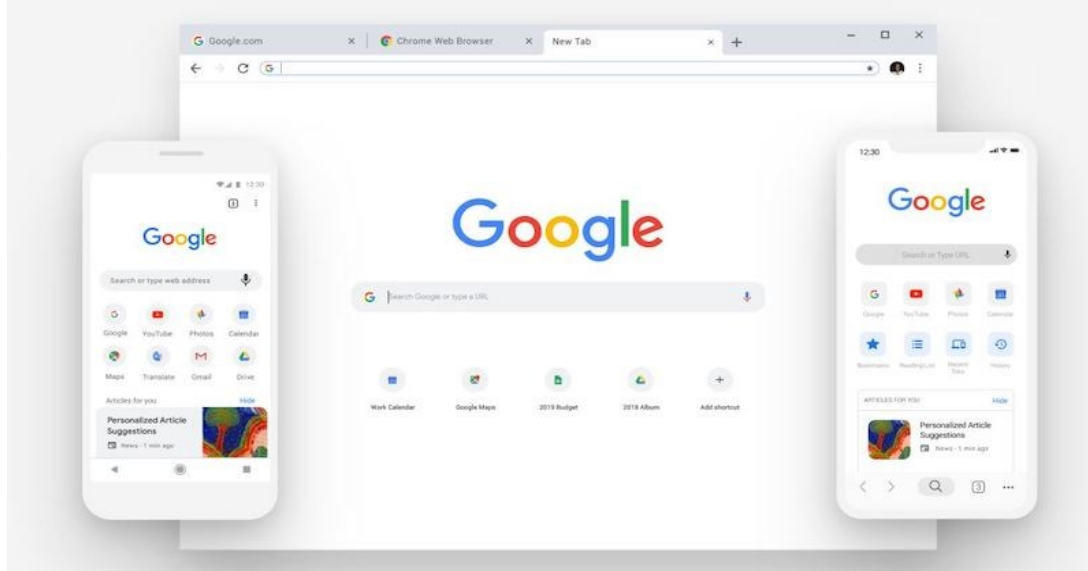 Google.com
Chrome Web Browser
New Tab
Google
Search Google or type a URL
Work Calendar
Google Maps
2019 Budget
2018 Album
Add shortcut
12:30
3
Google
Search or type web address
Google YouTube Photos Calendar
Maps Translate Gmail Drive
Articles for you Hide
Personalized Article
Suggestions
News · 1 min ago
12:30
Google
Search or Type URL
Google YouTube Photos Calendar
Bookmarks Reading List Recent Tabs History
ARTICLES FOR YOU Hide
Personalized Article
Suggestions
News · 1 min ago
3